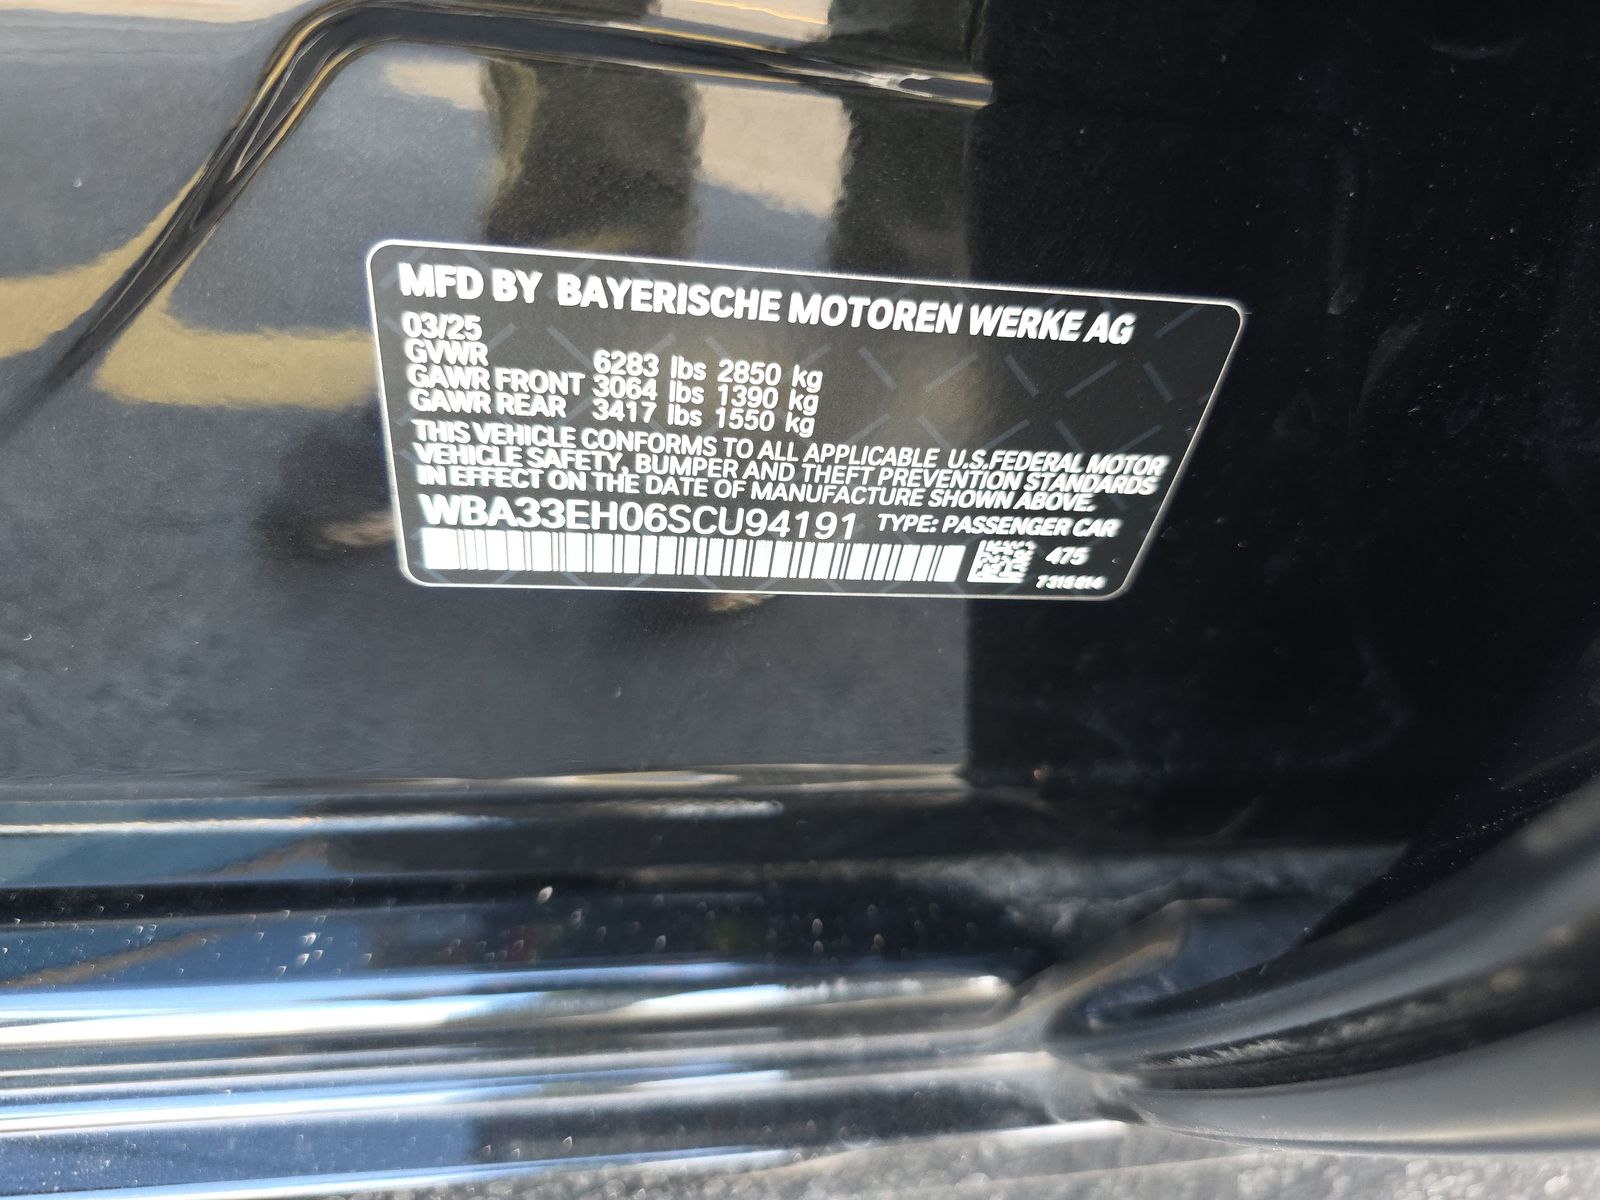 MFD BY BAYERISCHE MOTOREN WERKE AG
03/25
GVWR 6283 lbs 2850 kg
GAWR FRONT 3064 lbs 1390 kg
GAWR REAR 3417 lbs 1550 kg
THIS VEHICLE CONFORMS TO ALL APPLICABLE U.S.FEDERAL MOTOR
VEHICLE SAFETY, BUMPER AND THEFT PREVENTION STANDARDS
IN EFFECT ON THE DATE OF MANUFACTURE SHOWN ABOVE.
WBA33EH06SCU94191 TYPE: PASSENGER CAR
475